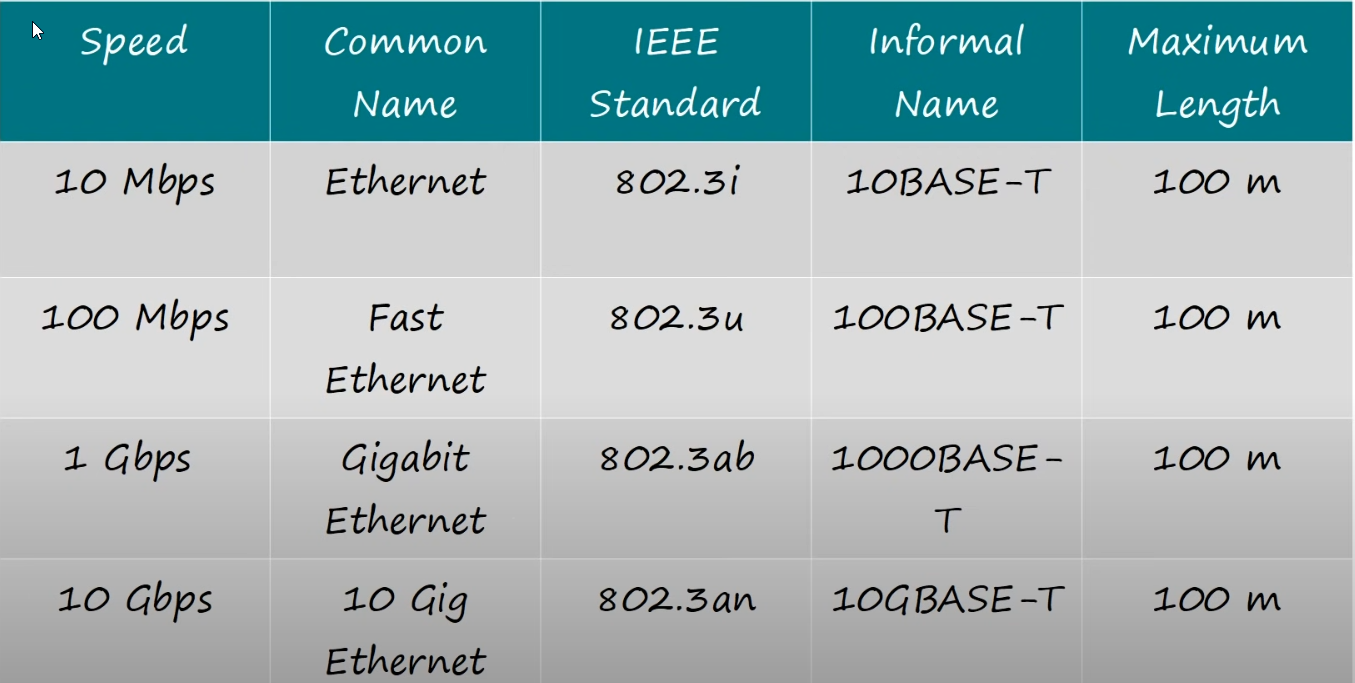 Speed
Common
Name
IEEE
Standard
Informal
Name
Maximum
Length
10 Mbps
Ethernet
802.3i
10BASE-T
100 m
100 Mbps
Fast
Ethernet
802.3u
100BASE-T
100 m
1 Gbps
Gigabit
Ethernet
802.3ab
1000BASE-
T
100 m
10 Gbps
10 Gig
Ethernet
802.3an
10GBASE-T
100 m